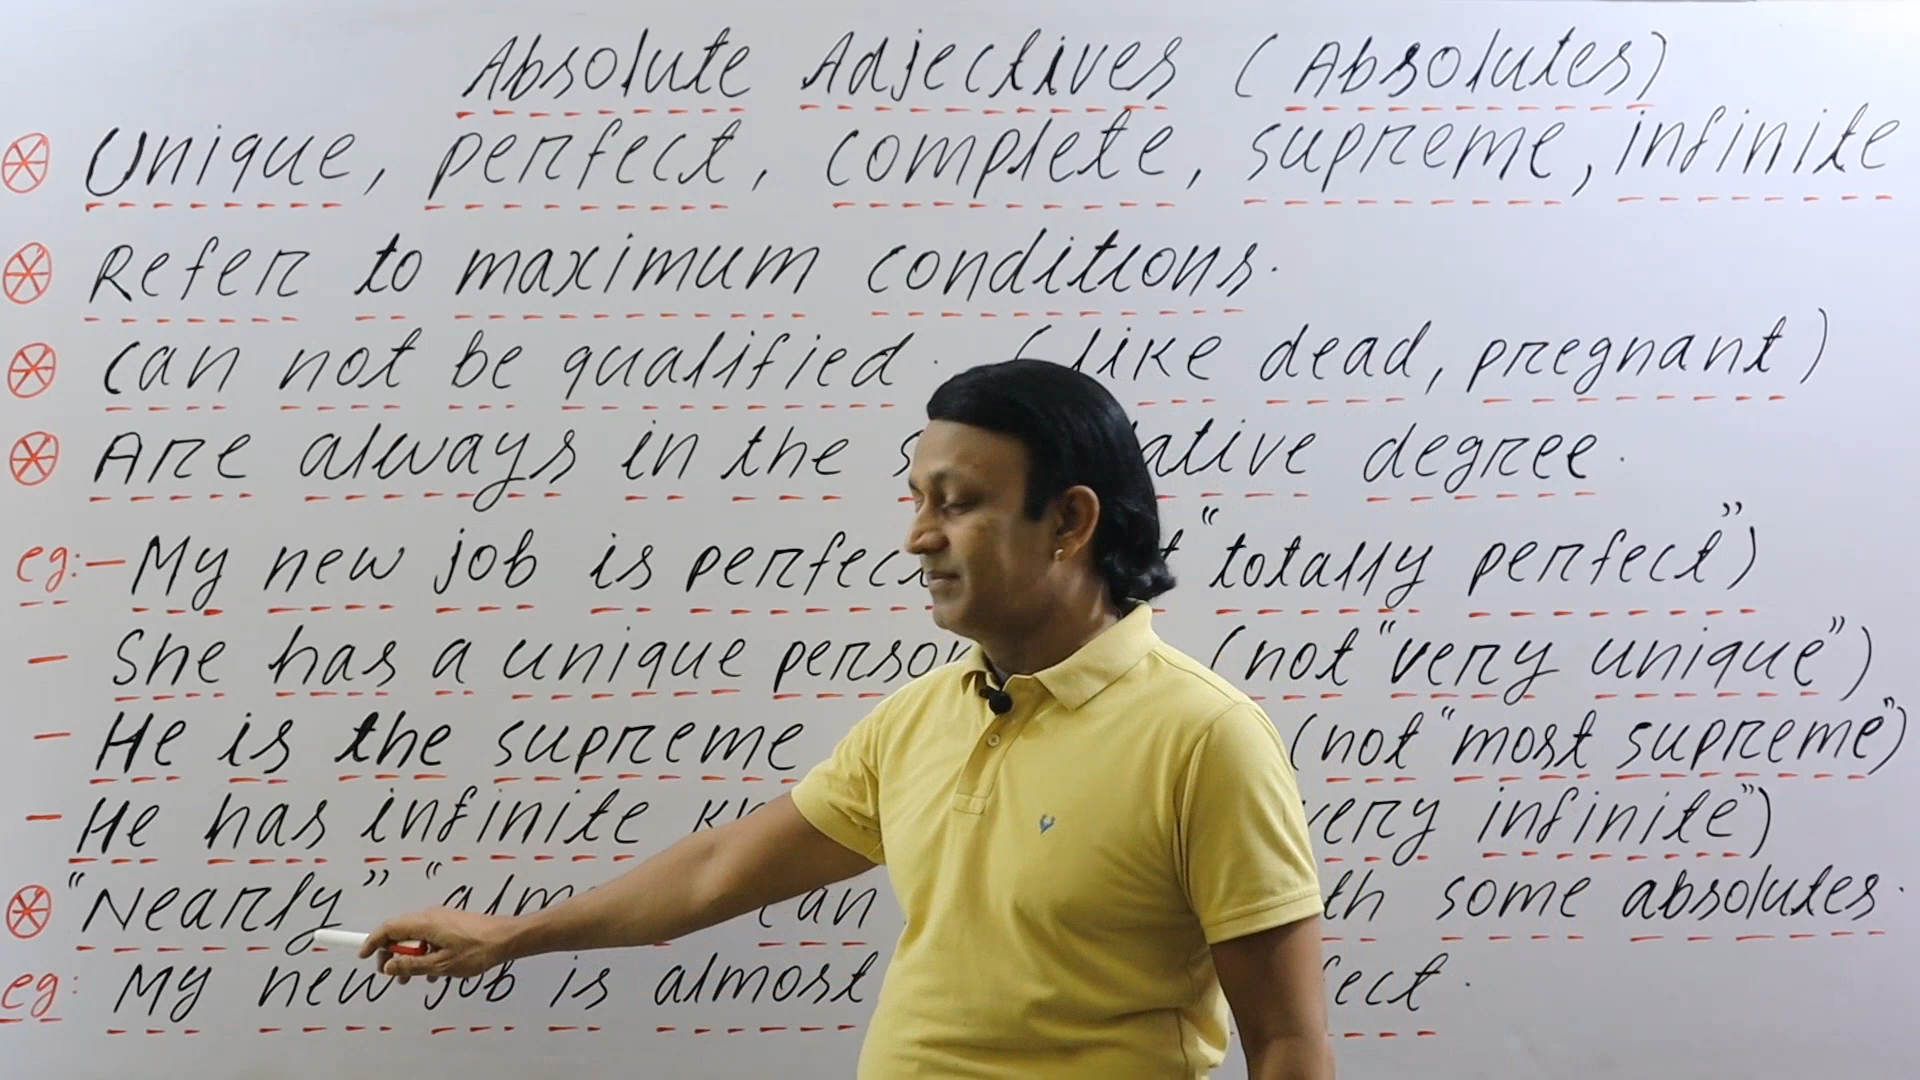 Absolute Adjectives (Absolutes)
Unique, perfect, complete, supreme, infinite
Refer to maximum conditions.
Can not be qualified. (like dead, pregnant)
Are always in the degree.
eg:- My new job is "totally perfect")
- She has a unique (not "very unique")
- He is the supreme (not "most supreme")
- He has infinite very infinite")
"Nearly" can some absolutes.
eg: My new job is almost